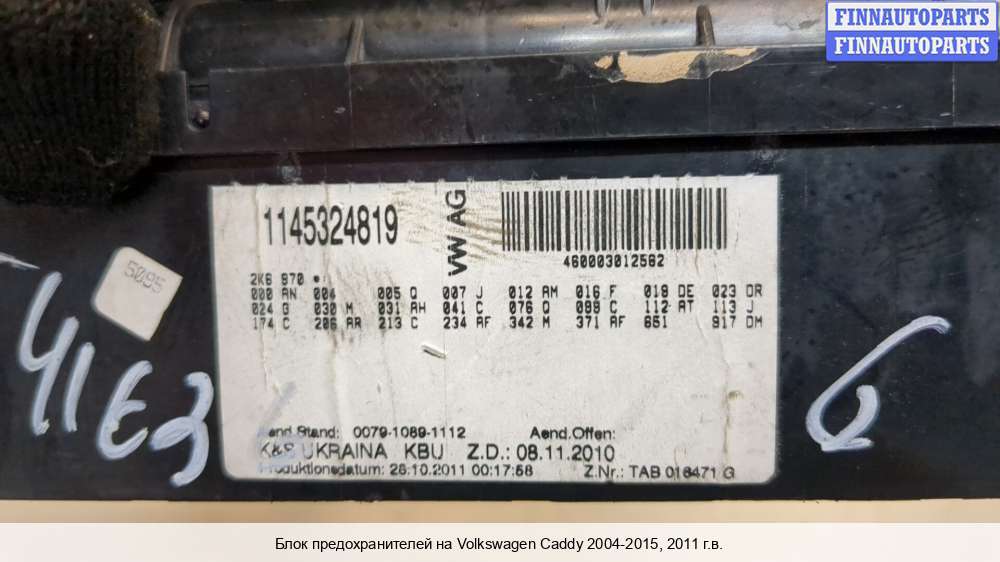 FINNAUTOPARTS
FINNAUTOPARTS
1145324819
VW AG
460003012562
5095
2K6 970
000 AN 004 005 Q 007 J 012 AM 016 F 018 DE 023 DR
024 G 030 M 031 AH 041 C 076 Q 099 C 112 AT 113 J
174 C 206 AR 213 C 234 AF 342 M 371 AF 651 917 DM
41E3
6
Aend.Stand: 0079-1089-1112 Aend.Offen:
K&S UKRAINA KBU Z.D.: 08.11.2010
Produktionsdatum: 26.10.2011 00:17:58 Z.Nr.: TAB 016471 G
Блок предохранителей на Volkswagen Caddy 2004-2015, 2011 г.в.